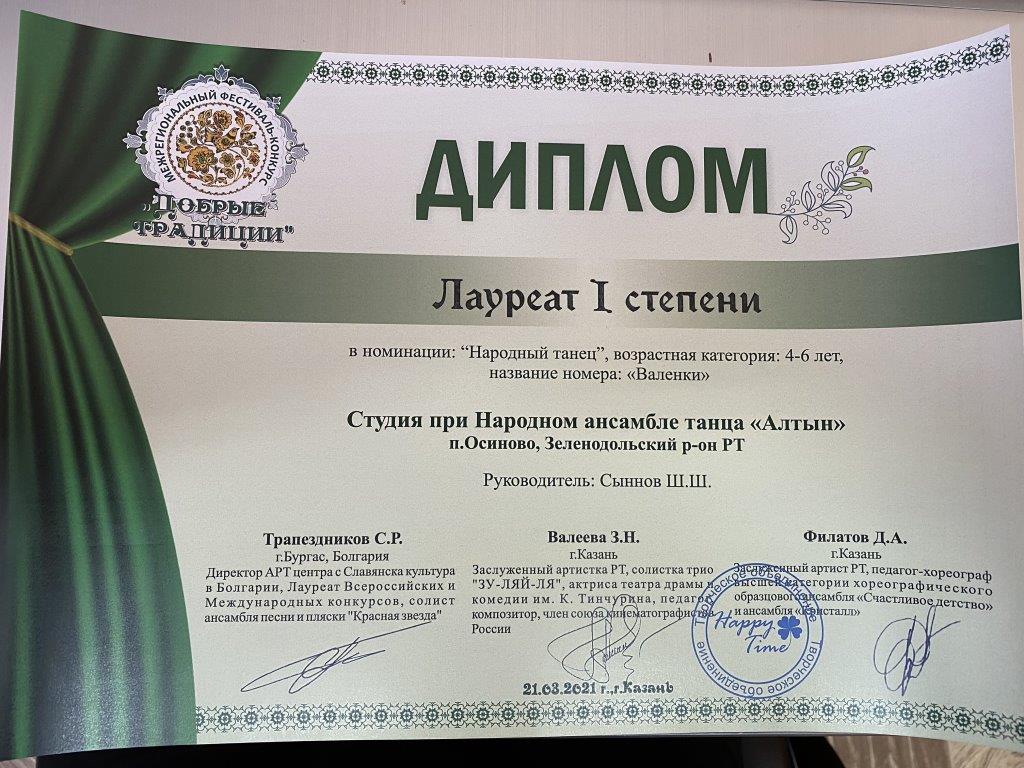 МЕЖРЕГИОНАЛЬНЫЙ ФЕСТИВАЛЬ-КОНКУРС
"ДОБРЫЕ
ТРАДИЦИИ"
ДИПЛОМ
Лауреат I степени
в номинации: “Народный танец”, возрастная категория: 4-6 лет,
название номера: «Валенки»
Студия при Народном ансамбле танца «Алтын»
п.Осиново, Зеленодольский р-он РТ
Руководитель: Сыннов Ш.Ш.
Трапездников С.Р.
г.Бургас, Болгария
Директор АРТ центра с Славянска культура
в Болгарии, Лауреат Всероссийских и
Международных конкурсов, солист
ансамбля песни и пляски "Красная звезда"
Валеева З.Н.
г.Казань
Заслуженный артистка РТ, солистка трио
"ЗУ-ЛЯЙ-ЛЯ", актриса театра драмы и
комедии им. К. Тинчурина, педагог
композитор, член союза кинематографистов
России
Филатов Д.А.
г.Казань
Заслуженный артист РТ, педагог-хореограф
высшей категории хореографического
образцового ансамбля «Счастливое детство»
и ансамбля «Кристалл»
Творческое объединение Творческое объединение
Happy
Time
21.03.2021 г.,г.Казань